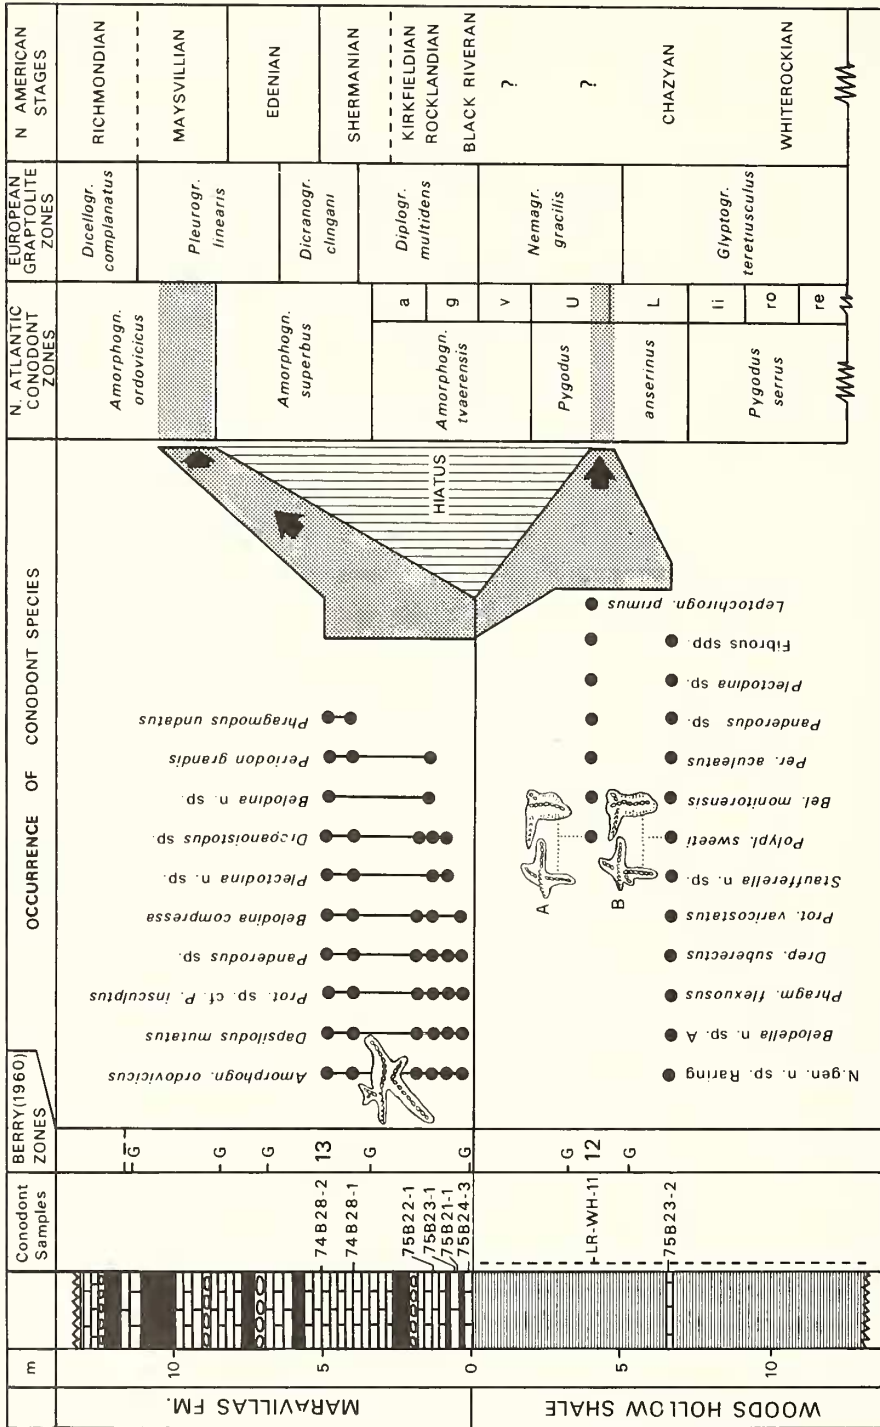 m
Conodont
Samples
BERRY (1960)
ZONES
OCCURRENCE OF CONODONT SPECIES
N. ATLANTIC
CONODONT
ZONES
EUROPEAN
GRAPTOLITE
ZONES
N AMERICAN
STAGES
MARAVILLAS FM.
WOODS HOLLOW SHALE
10
5
0
5
10
74B28-2
74B28-1
75B22-1
75B23-1
75B21-1
75B24-3
LR-WH-11
75B23-2
G
G
G
13
G
G
G
12
G
Phragmodus undatus
Periodon grandis
Belodina n. sp.
Drepanoistodus sp.
Plectodina n. sp.
Belodina compressa
Panderodus sp.
Prot. sp. cf. P. insculptus
Dapsilodus mutatus
Amorphogn. ordovicicus
Leptochirogn. primus
Fibrous spp
Plectodina sp.
Panderodus sp.
Per. aculeatus
Bel. monitorensis
Polypl. sweeti
Staufferella n. sp.
Prot. varicostatus
Drep. suberectus
Phragm. flexuosus
Belodella n. sp. A
N.gen. n. sp. Raring
A
B
HIATUS
Amorphogn.
ordovicicus
Amorphogn.
superbus
Amorphogn.
tvaerensis
Pygodus
anserinus
Pygodus
serrus
a
g
v
U
L
li
ro
re
Dicellogr.
complanatus
Pleurogr.
linearis
Dicranogr.
clingani
Diplogr.
multidens
Nemagr.
gracilis
Glyptogr.
teretiusculus
RICHMONDIAN
MAYSVILLIAN
EDENIAN
SHERMANIAN
KIRKFIELDIAN
ROCKLANDIAN
BLACK RIVERAN
?
?
CHAZYAN
WHITEROCKIAN